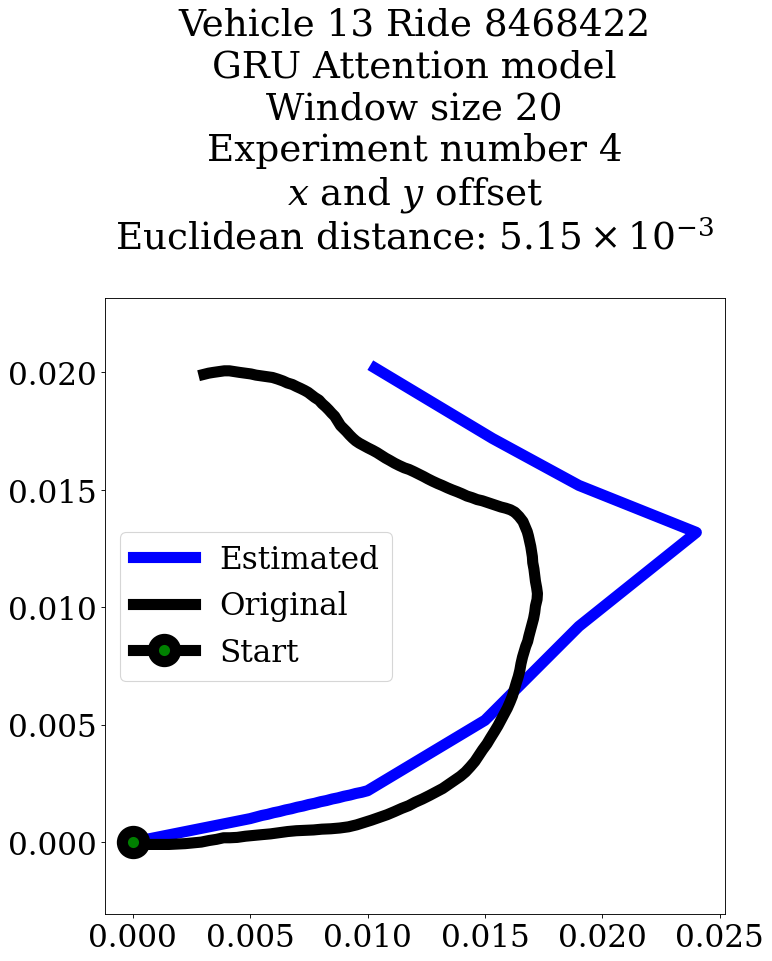 Vehicle 13 Ride 8468422
GRU Attention model
Window size 20
Experiment number 4
x and y offset
Euclidean distance: 5.15 × 10⁻³
0.020
0.015
0.010
0.005
0.000
Estimated
Original
Start
0.000 0.005 0.010 0.015 0.020 0.025